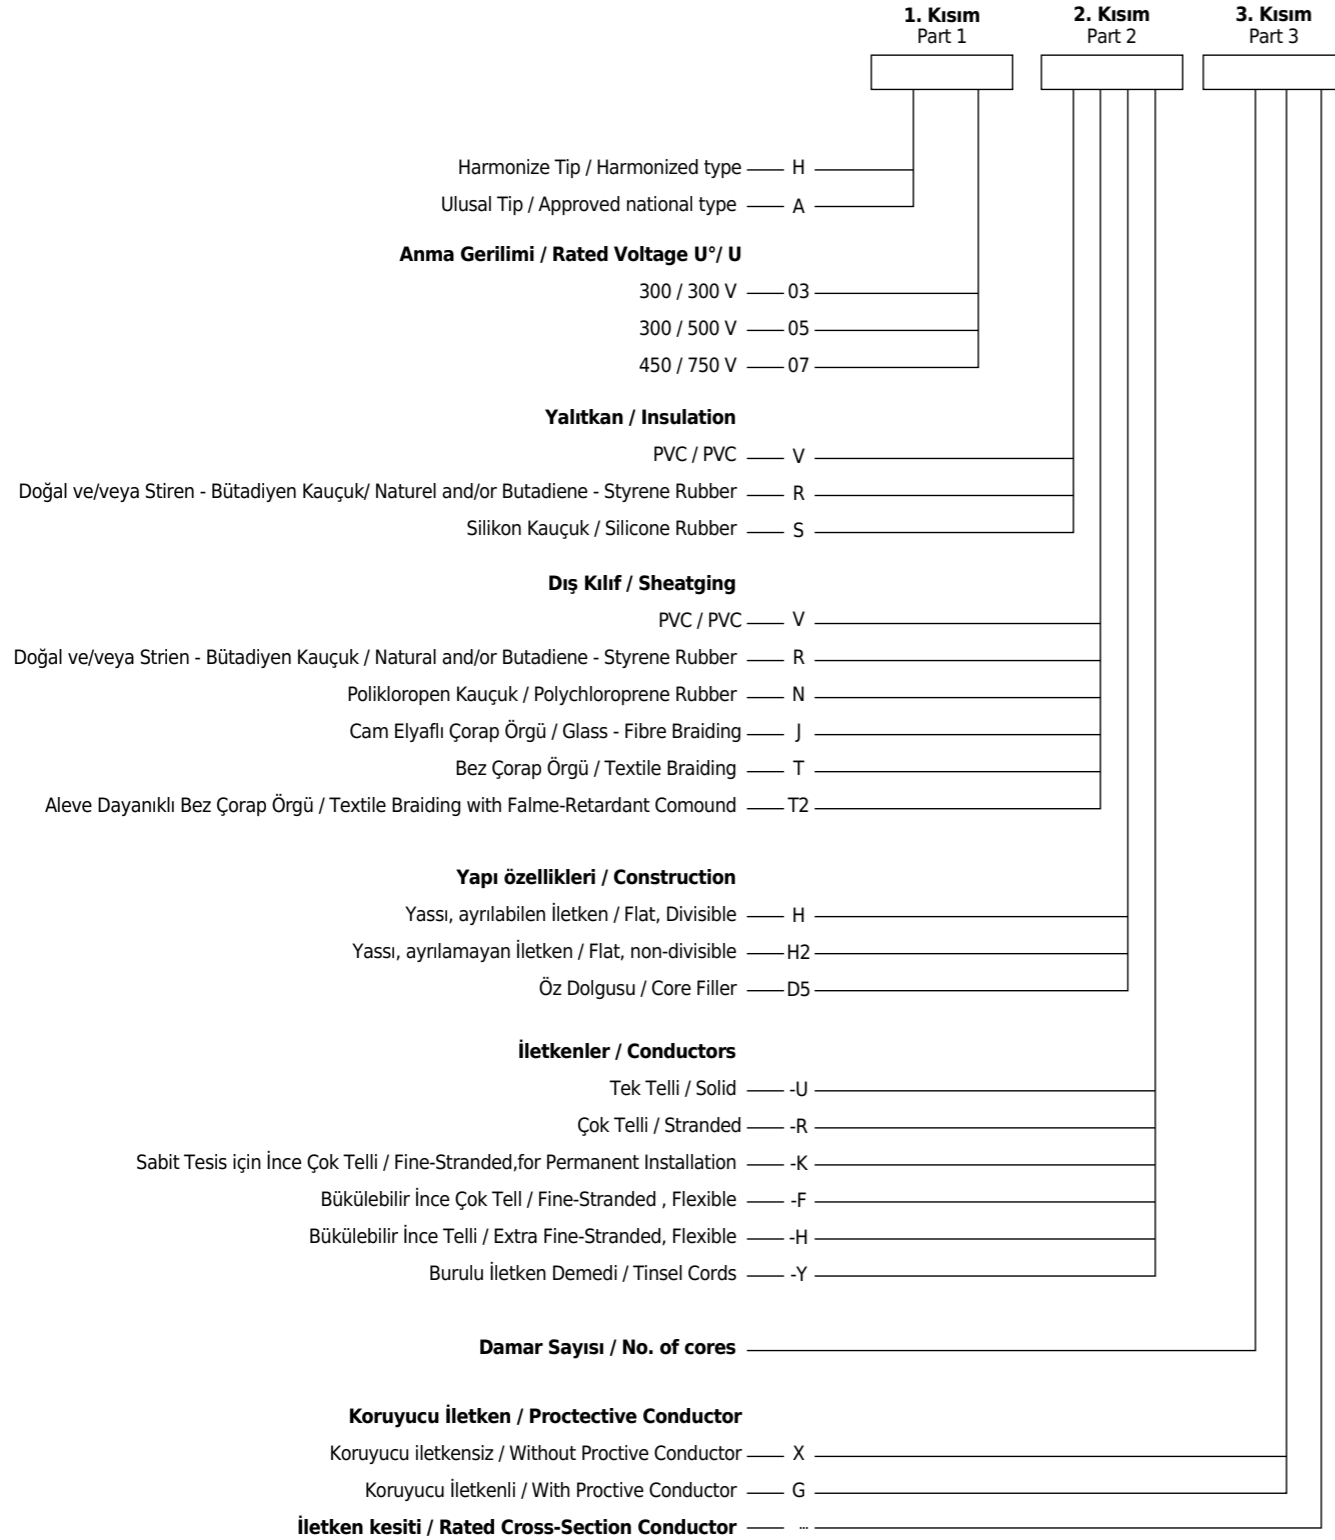 1. Kısım 2. Kısım 3. Kısım
Part 1 Part 2 Part 3
Harmonize Tip / Harmonized type H
Ulusal Tip / Approved national type A
Anma Gerilimi / Rated Voltage U°/ U
300 / 300 V 03
300 / 500 V 05
450 / 750 V 07
Yalıtkan / Insulation
PVC / PVC V
Doğal ve/veya Stiren - Bütadiyen Kauçuk/ Naturel and/or Butadiene - Styrene Rubber R
Silikon Kauçuk / Silicone Rubber S
Dış Kılıf / Sheatging
PVC / PVC V
Doğal ve/veya Strien - Bütadiyen Kauçuk / Natural and/or Butadiene - Styrene Rubber R
Polikloropen Kauçuk / Polychloroprene Rubber N
Cam Elyaflı Çorap Örgü / Glass - Fibre Braiding J
Bez Çorap Örgü / Textile Braiding T
Aleve Dayanıklı Bez Çorap Örgü / Textile Braiding with Falme-Retardant Comound T2
Yapı özellikleri / Construction
Yassı, ayrılabilen İletken / Flat, Divisible H
Yassı, ayrılamayan İletken / Flat, non-divisible H2
Öz Dolgusu / Core Filler D5
İletkenler / Conductors
Tek Telli / Solid -U
Çok Telli / Stranded -R
Sabit Tesis için İnce Çok Telli / Fine-Stranded,for Permanent Installation -K
Bükülebilir İnce Çok Tell / Fine-Stranded , Flexible -F
Bükülebilir İnce Telli / Extra Fine-Stranded, Flexible -H
Burulu İletken Demedi / Tinsel Cords -Y
Damar Sayısı / No. of cores
Koruyucu İletken / Proctective Conductor
Koruyucu iletkensiz / Without Proctive Conductor X
Koruyucu İletkenli / With Proctive Conductor G
İletken kesiti / Rated Cross-Section Conductor ...